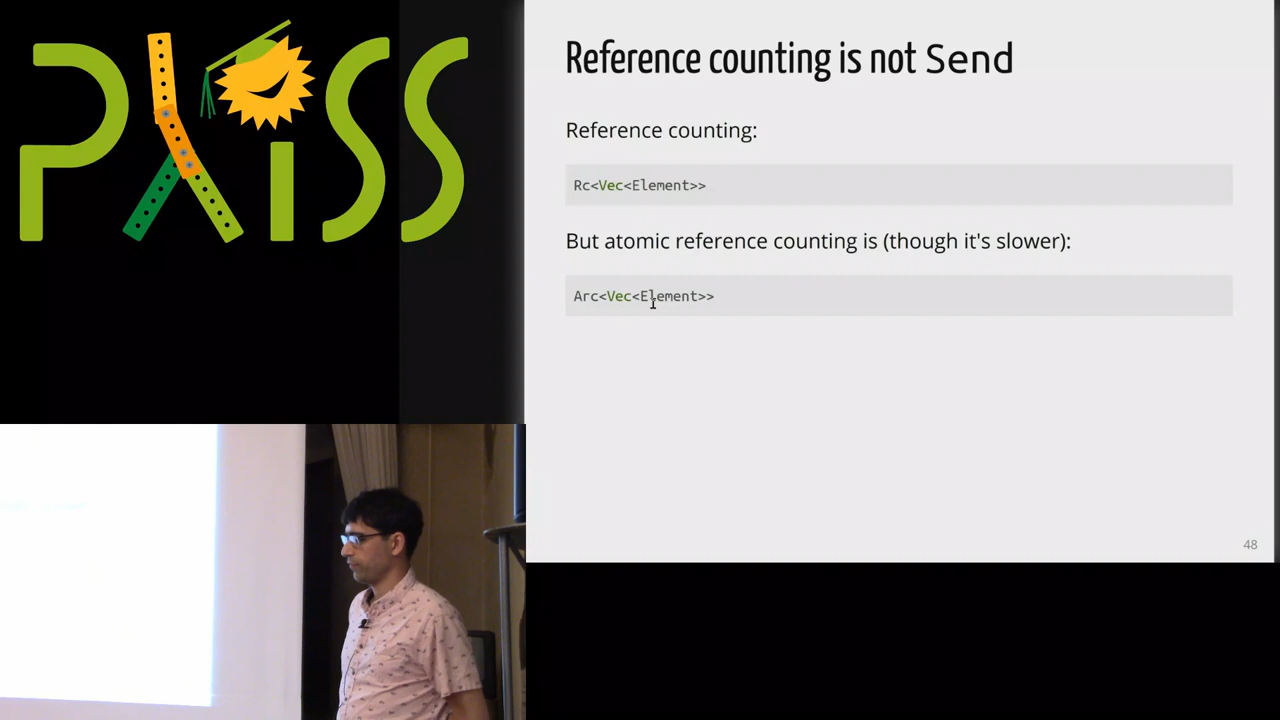 PXISS
Reference counting is not Send
Reference counting:
Rc<Vec<Element>>
But atomic reference counting is (though it's slower):
Arc<Vec<Element>>
48